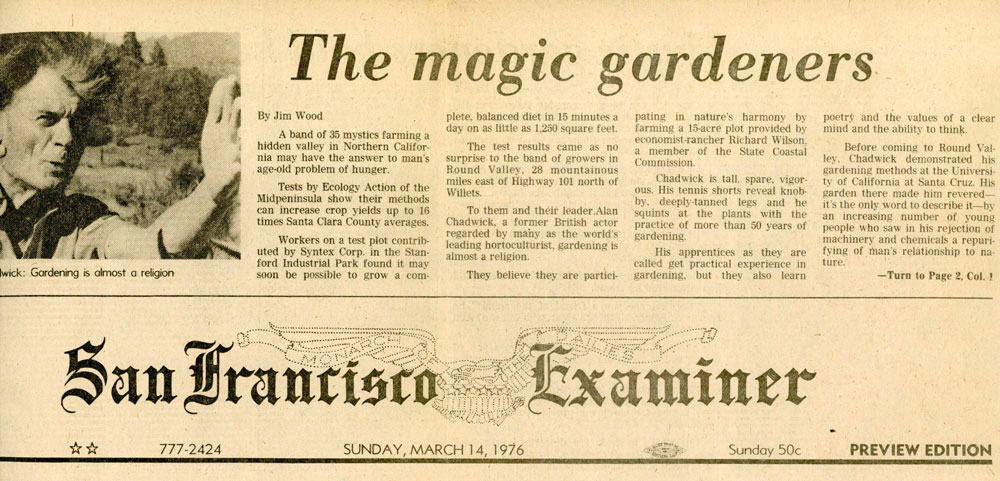 The magic gardeners
By Jim Wood
A band of 35 mystics farming a
hidden valley in Northern Califor-
nia may have the answer to man's
age-old problem of hunger.
Tests by Ecology Action of the
Midpeninsula show their methods
can increase crop yields up to 16
times Santa Clara County averages.
Workers on a test plot contrib-
uted by Syntex Corp. in the Stan-
ford Industrial Park found it may
soon be possible to grow a com-
plete, balanced diet in 15 minutes a
day on as little as 1,250 square feet.
The test results came as no
surprise to the band of growers in
Round Valley, 28 mountainous
miles east of Highway 101 north of
Willets.
To them and their leader,Alan
Chadwick, a former British actor
regarded by many as the world's
leading hortoculturist, gardening is
almost a religion.
They believe they are partici-
pating in nature's harmony by
farming a 15-acre plot provided by
economist-rancher Richard Wilson,
a member of the State Coastal
Commission.
Chadwick is tall, spare, vigor-
ous. His tennis shorts reveal knob-
by, deeply-tanned legs and he
squints at the plants with the
practice of more than 50 years of
gardening.
His apprentices as they are
called get practical experience in
gardening, but they also learn
poetry and the values of a clear
mind and the ability to think.
Before coming to Round Val-
ley, Chadwick demonstrated his
gardening methods at the Universi-
ty of California at Santa Cruz. His
garden there made him revered—
it's the only word to describe it—by
an increasing number of young
people who saw in his rejection of
machinery and chemicals a repuri-
fying of man's relationship to na-
ture.
—Turn to Page 2, Col. 1
lwick: Gardening is almost a religion
MONARCH OF THE DAILIES
San Francisco Examiner
☆☆ 777-2424 SUNDAY, MARCH 14, 1976 Sunday 50c PREVIEW EDITION